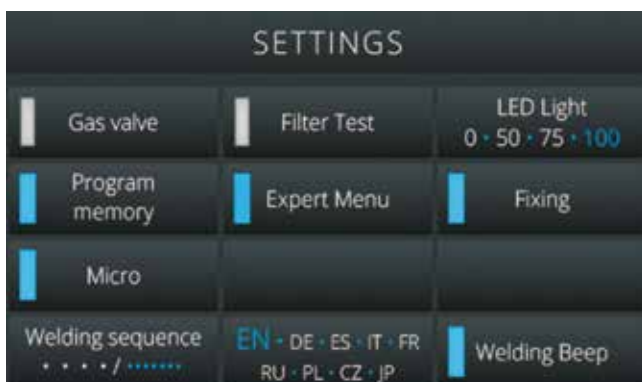 SETTINGS
Gas valve
Filter Test
LED Light
0 · 50 · 75 · 100
Program
memory
Expert Menu
Fixing
Micro
Welding sequence
· · · · / ·······
EN · DE · ES · IT · FR
RU · PL · CZ · JP
Welding Beep